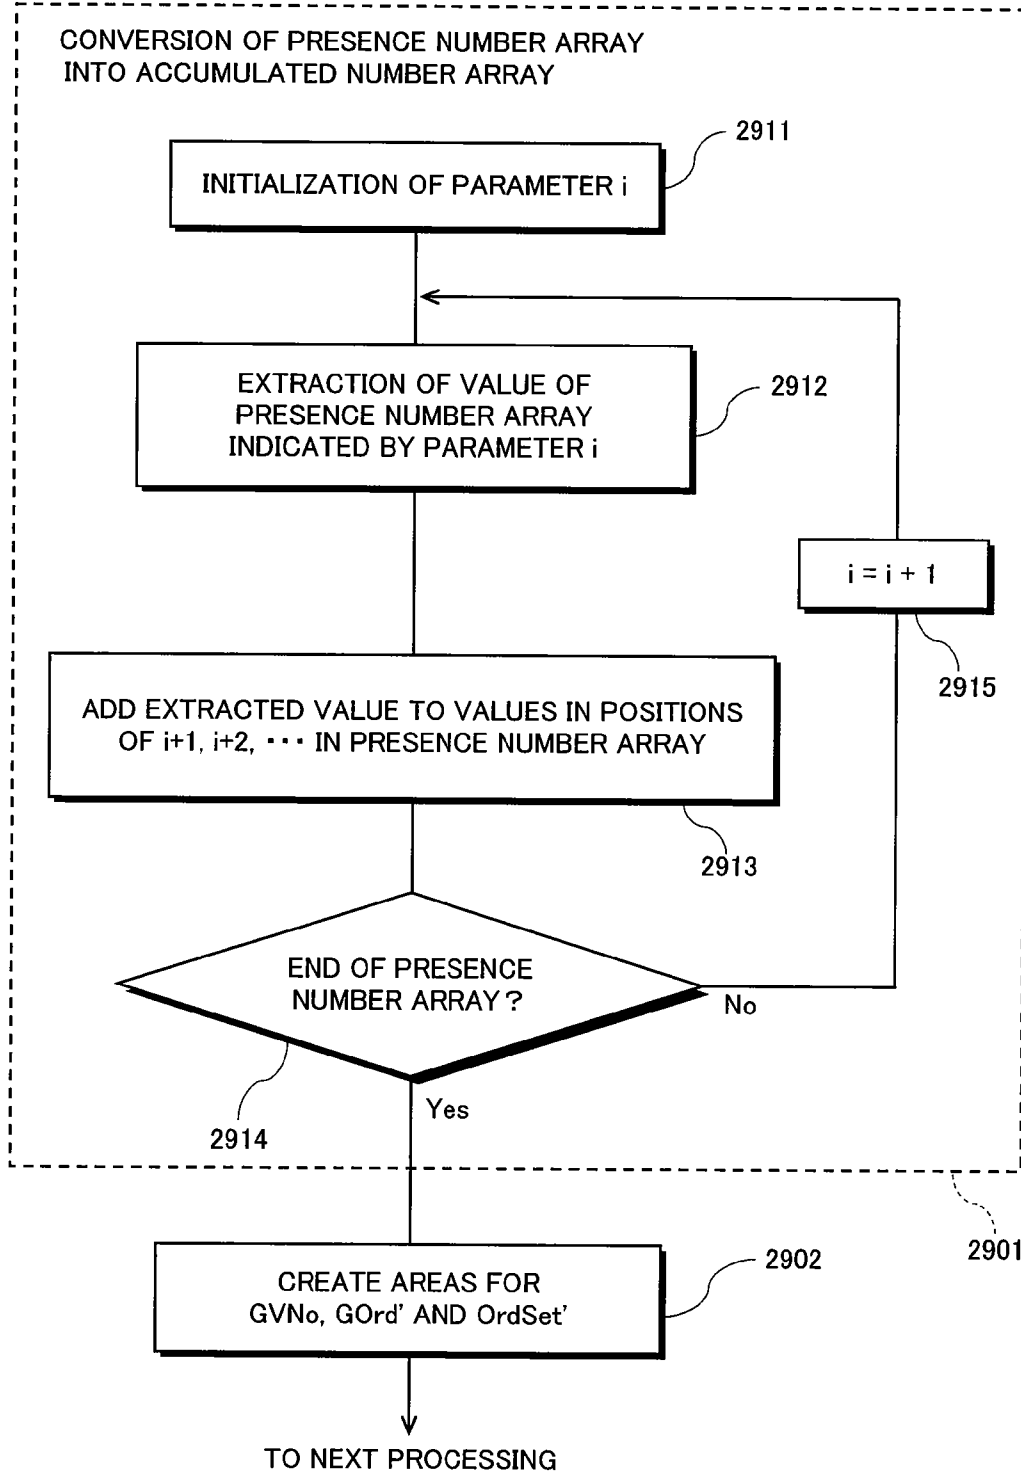 CONVERSION OF PRESENCE NUMBER ARRAY
INTO ACCUMULATED NUMBER ARRAY
2911
INITIALIZATION OF PARAMETER i
EXTRACTION OF VALUE OF
PRESENCE NUMBER ARRAY
INDICATED BY PARAMETER i
2912
i = i + 1
2915
ADD EXTRACTED VALUE TO VALUES IN POSITIONS
OF i+1, i+2, ・・・ IN PRESENCE NUMBER ARRAY
2913
END OF PRESENCE
NUMBER ARRAY?
No
Yes
2914
2901
2902
CREATE AREAS FOR
GVNo, GOrd' AND OrdSet'
TO NEXT PROCESSING